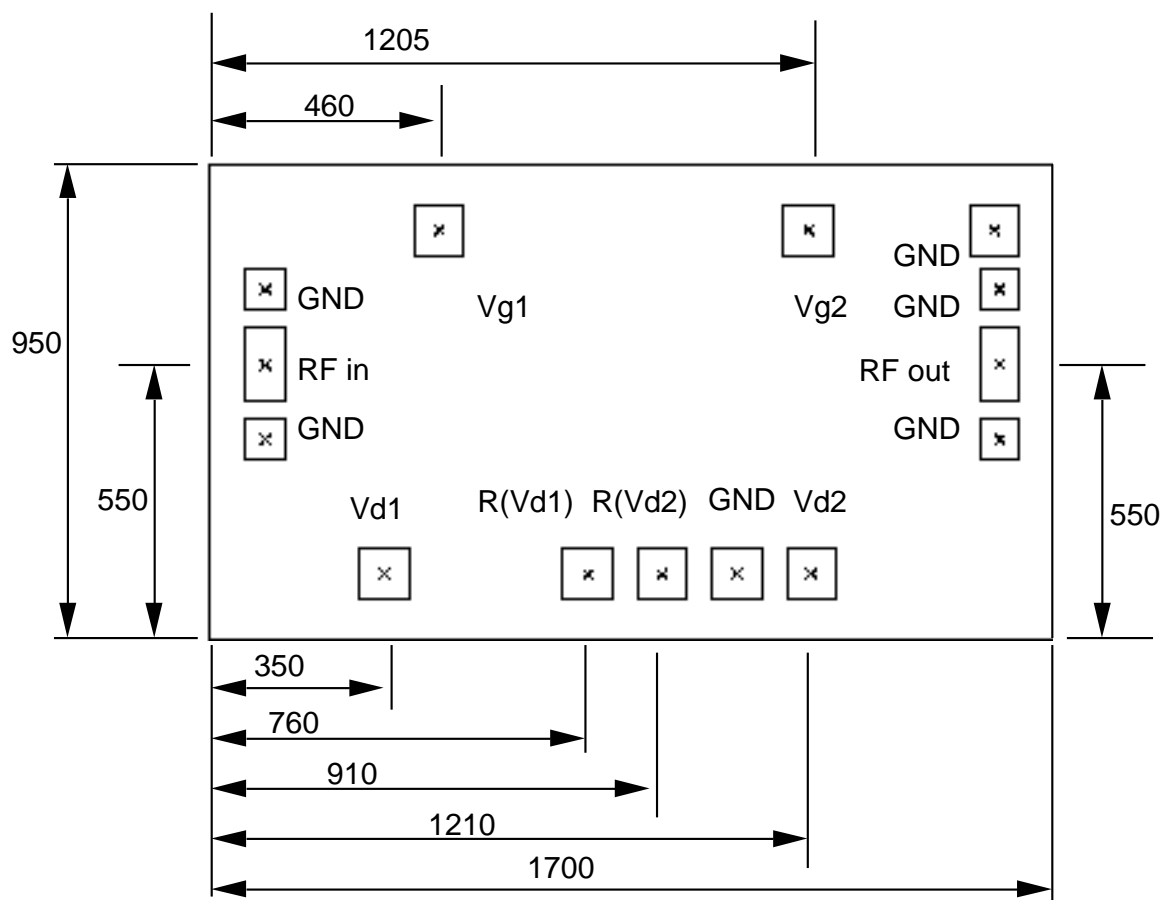 1205
460
GND
GND Vg1 Vg2 GND
950
RF in RF out
GND GND
550 Vd1 R(Vd1) R(Vd2) GND Vd2 550
350
760
910
1210
1700